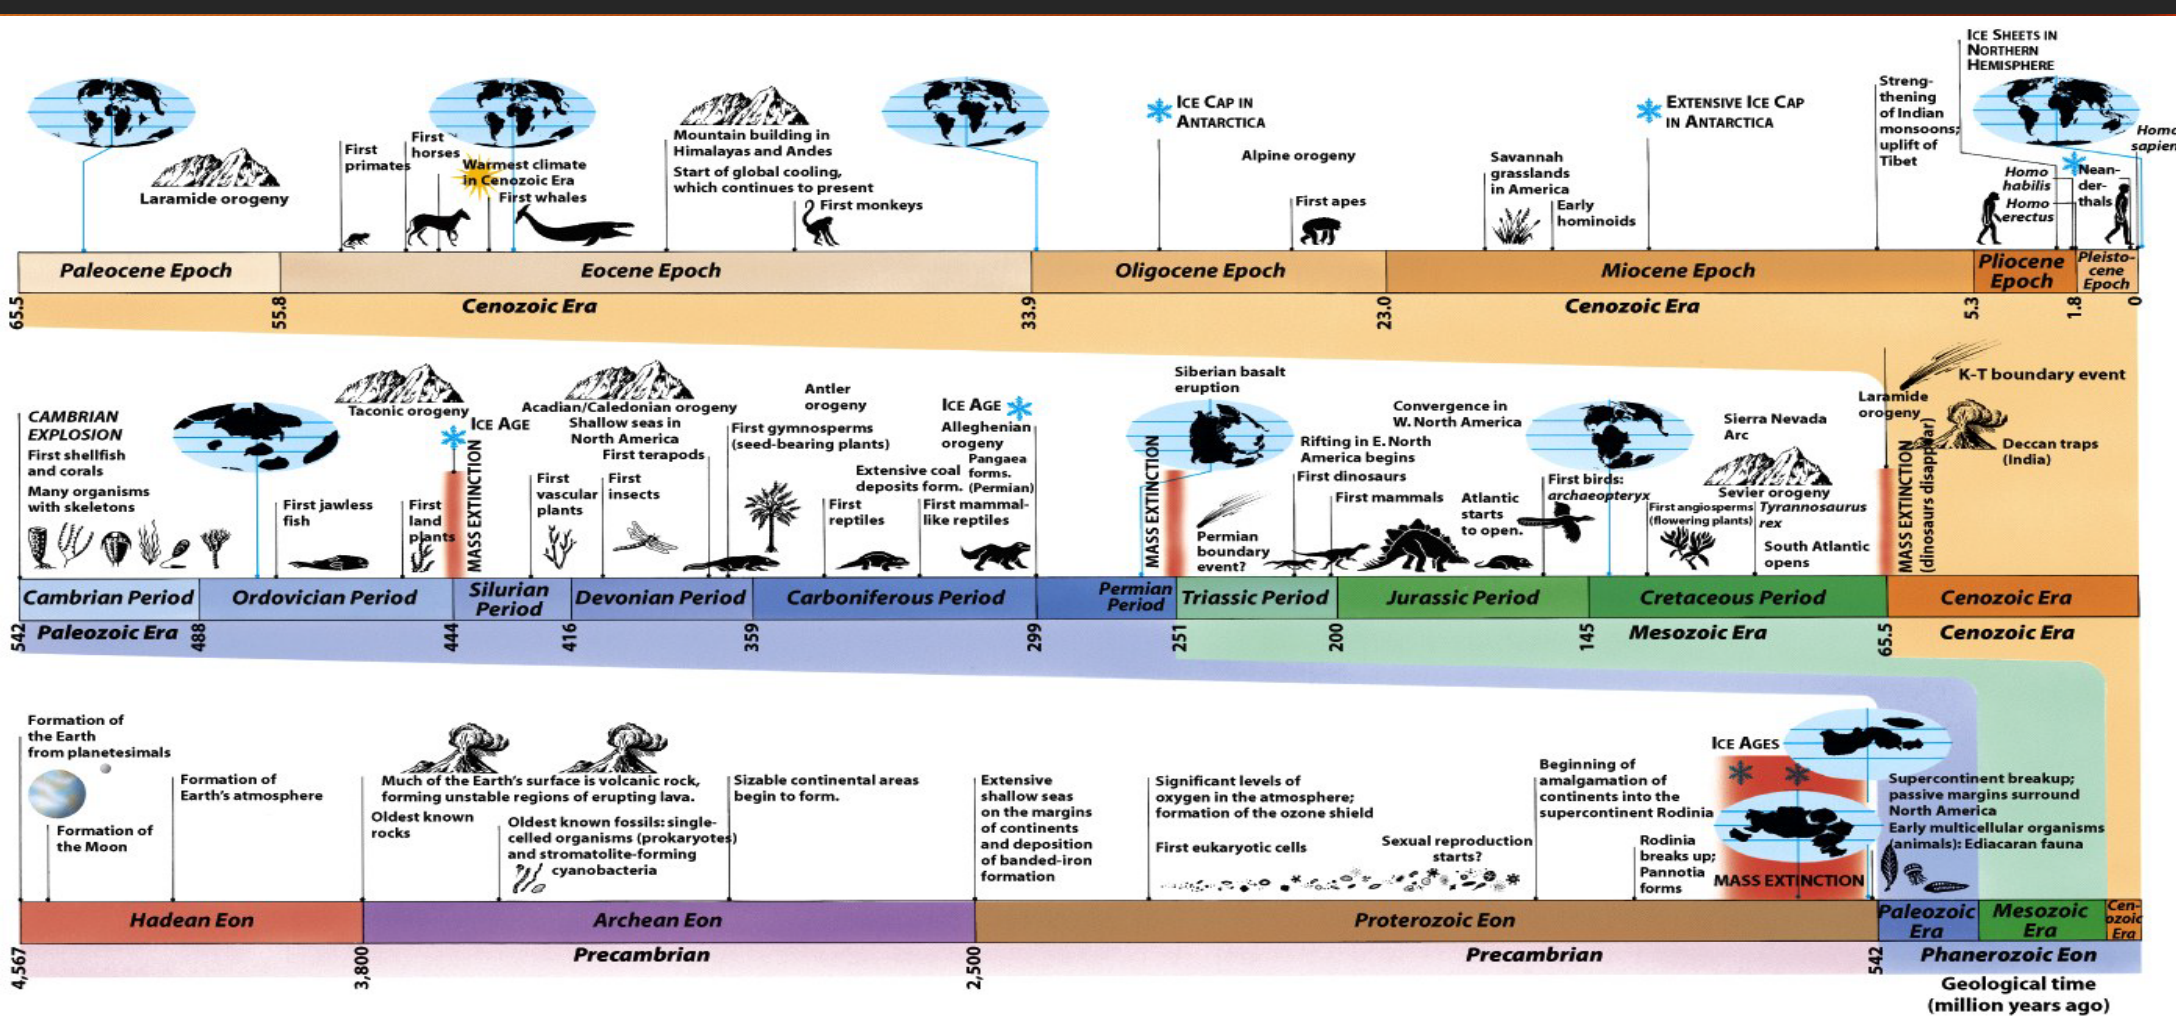 ICE SHEETS IN
NORTHERN
HEMISPHERE
Streng-
thening
of Indian
monsoons;
uplift of
Tibet
ICE CAP IN
ANTARCTICA
EXTENSIVE ICE CAP
IN ANTARCTICA
Homo
sapien
First
primates
First
horses
Mountain building in
Himalayas and Andes
Start of global cooling,
which continues to present
Warmest climate
in Cenozoic Era
First whales
Laramide orogeny
First monkeys
Alpine orogeny
First apes
Savannah
grasslands
in America
Early
hominoids
Homo
habilis
Homo
erectus
Nean-
der-
thals
Paleocene Epoch
Eocene Epoch
Oligocene Epoch
Miocene Epoch
Pliocene
Epoch
Pleisto-
cene
Epoch
65.5
55.8
33.9
23.0
5.3
1.8
0
Cenozoic Era
Cenozoic Era
CAMBRIAN
EXPLOSION
First shellfish
and corals
Many organisms
with skeletons
Taconic orogeny
ICE AGE
MASS EXTINCTION
First jawless
fish
First
land
plants
Acadian/Caledonian orogeny
Shallow seas in
North America
First terapods
First
vascular
plants
First
insects
Antler
orogeny
First gymnosperms
(seed-bearing plants)
ICE AGE
Alleghenian
orogeny
Pangaea
forms.
(Permian)
Extensive coal
deposits form.
First
reptiles
First mammal-
like reptiles
Siberian basalt
eruption
MASS EXTINCTION
Permian
boundary
event?
Rifting in E. North
America begins
First dinosaurs
First mammals
Convergence in
W. North America
Atlantic
starts
to open.
First birds:
archaeopteryx
Sierra Nevada
Arc
Sevier orogeny
First angiosperms
(flowering plants)
Tyrannosaurus
rex
South Atlantic
opens
Laramide
orogeny
K-T boundary event
MASS EXTINCTION
(dinosaurs disappear)
Deccan traps
(India)
Cambrian Period
Ordovician Period
Silurian
Period
Devonian Period
Carboniferous Period
Permian
Period
Triassic Period
Jurassic Period
Cretaceous Period
Cenozoic Era
542
488
444
416
359
299
251
200
145
65.5
Paleozoic Era
Mesozoic Era
Cenozoic Era
Formation of
the Earth
from planetesimals
Formation of
the Moon
Formation of
Earth's atmosphere
Much of the Earth's surface is volcanic rock,
forming unstable regions of erupting lava.
Oldest known
rocks
Oldest known fossils: single-
celled organisms (prokaryotes)
and stromatolite-forming
cyanobacteria
Sizable continental areas
begin to form.
Extensive
shallow seas
on the margins
of continents
and deposition
of banded-iron
formation
Significant levels of
oxygen in the atmosphere;
formation of the ozone shield
First eukaryotic cells
Sexual reproduction
starts?
Beginning of
amalgamation of
continents into the
supercontinent Rodinia
Rodinia
breaks up;
Pannotia
forms
ICE AGES
MASS EXTINCTION
Supercontinent breakup;
passive margins surround
North America
Early multicellular organisms
(animals): Ediacaran fauna
Hadean Eon
Archean Eon
Proterozoic Eon
Paleozoic
Era
Mesozoic
Era
Cen-
ozoic
Era
4,567
3,800
2,500
542
Precambrian
Precambrian
Phanerozoic Eon
Geological time
(million years ago)